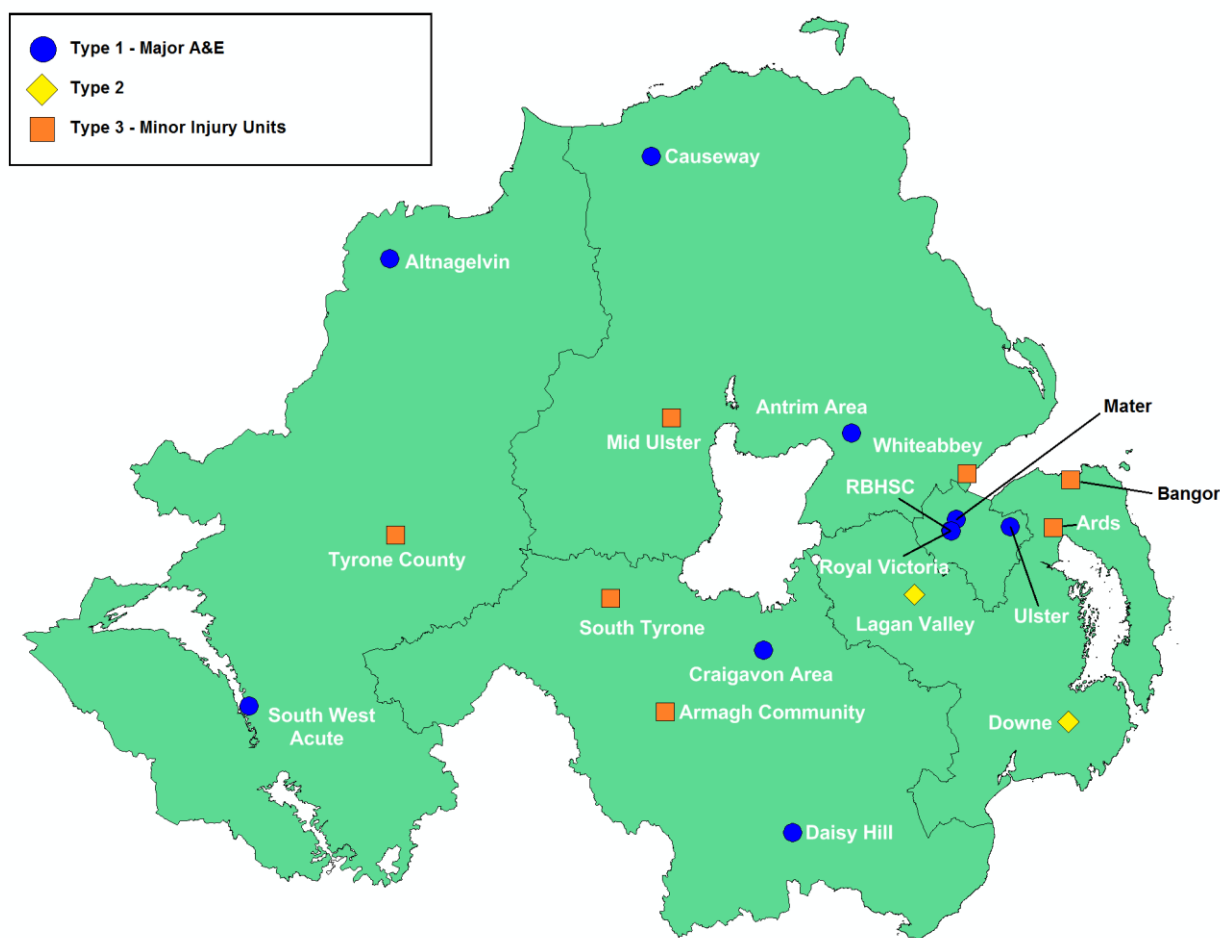 Type 1 - Major A&E
Type 2
Type 3 - Minor Injury Units
Causeway
Altnagelvin
Antrim Area
Mater
Mid Ulster
Whiteabbey
RBHSC
Bangor
Ards
Tyrone County
Royal Victoria
South Tyrone
Lagan Valley
Ulster
Craigavon Area
South West
Acute
Armagh Community
Downe
Daisy Hill